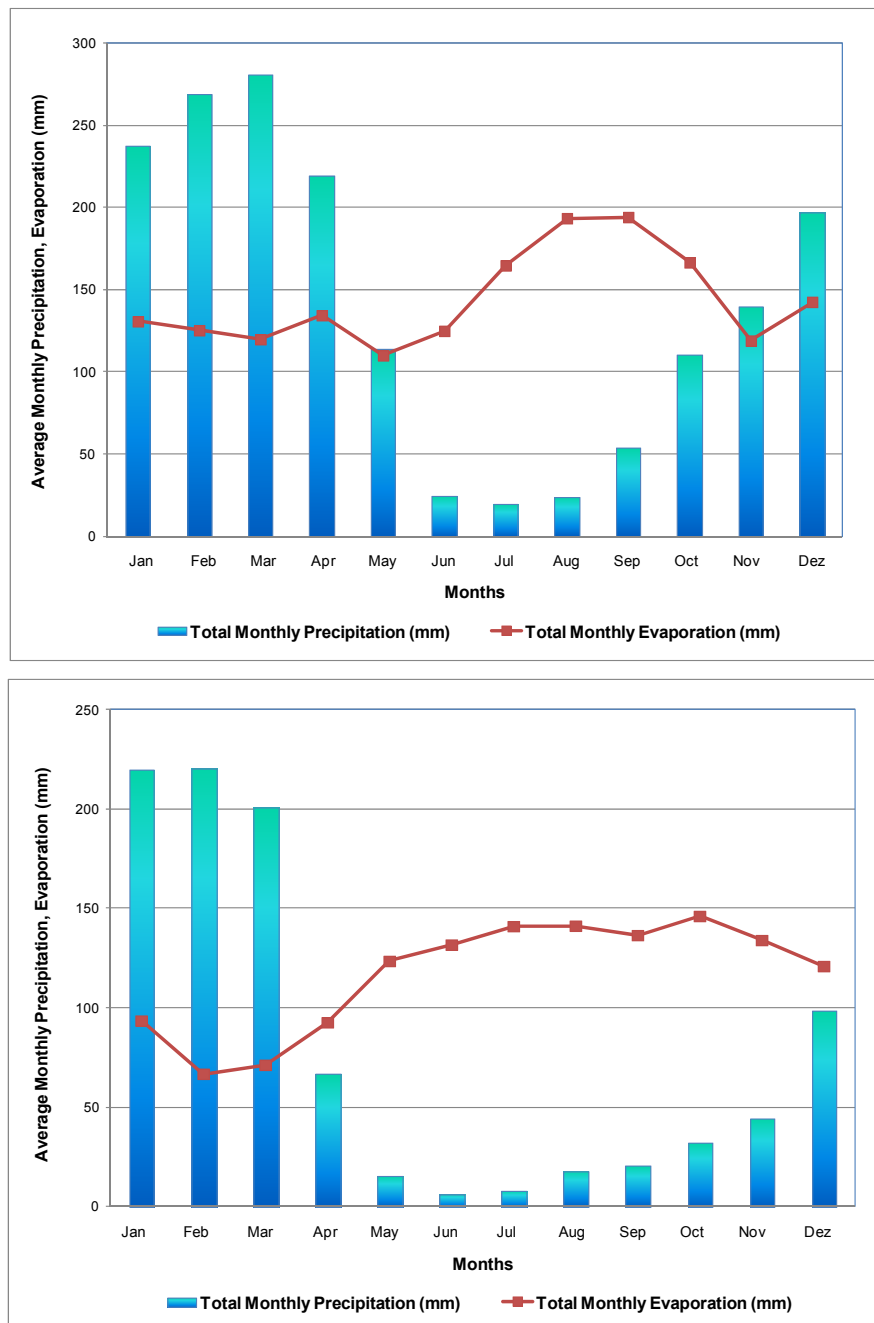 Average Monthly Precipitation, Evaporation (mm)
300
250
200
150
100
50
0
Jan Feb Mar Apr May Jun Jul Aug Sep Oct Nov Dez
Months
Total Monthly Precipitation (mm) Total Monthly Evaporation (mm)
Average Monthly Precipitation, Evaporation (mm)
250
200
150
100
50
0
Jan Feb Mar Apr May Jun Jul Aug Sep Oct Nov Dez
Months
Total Monthly Precipitation (mm) Total Monthly Evaporation (mm)